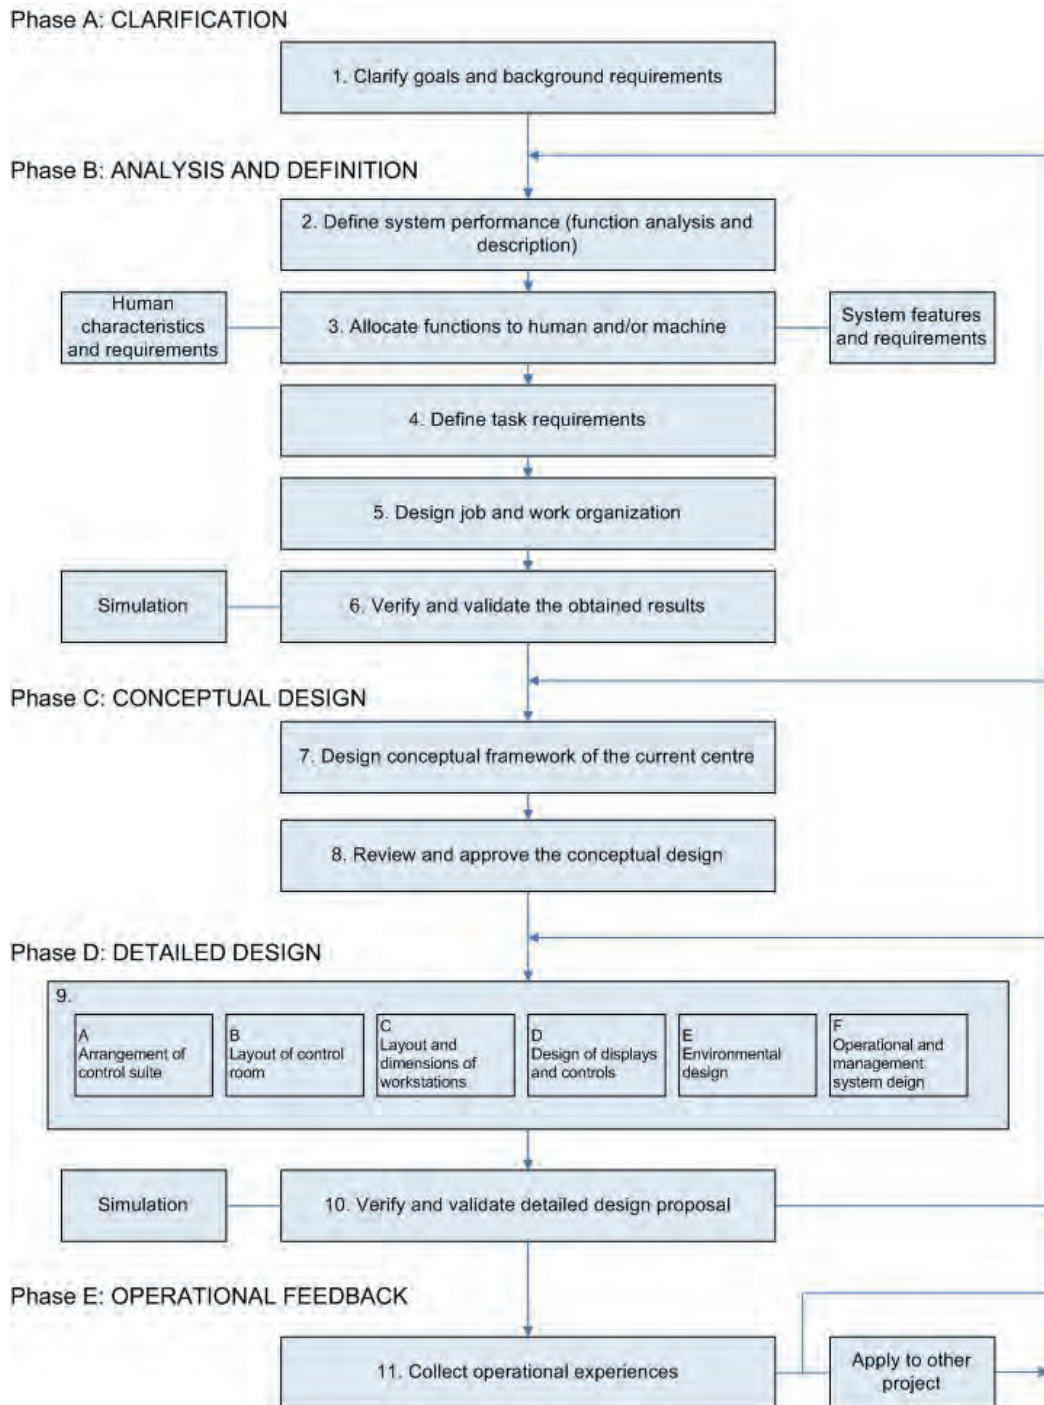 Phase A: CLARIFICATION
1. Clarify goals and background requirements
Phase B: ANALYSIS AND DEFINITION
2. Define system performance (function analysis and
description)
Human
characteristics
and requirements
3. Allocate functions to human and/or machine
System features
and requirements
4. Define task requirements
5. Design job and work organization
Simulation
6. Verify and validate the obtained results
Phase C: CONCEPTUAL DESIGN
7. Design conceptual framework of the current centre
8. Review and approve the conceptual design
Phase D: DETAILED DESIGN
9.
A
Arrangement of
control suite
B
Layout of control
room
C
Layout and
dimensions of
workstations
D
Design of displays
and controls
E
Environmental
design
F
Operational and
management
system deign
Simulation
10. Verify and validate detailed design proposal
Phase E: OPERATIONAL FEEDBACK
11. Collect operational experiences
Apply to other
project